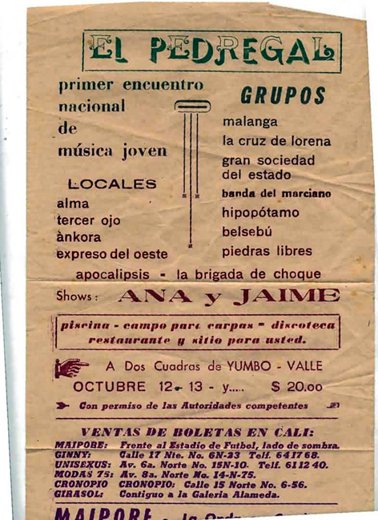 EL PEDREGAL
primer encuentro
nacional
de
música joven
LOCALES
alma
tercer ojo
ànkora
expreso del oeste
GRUPOS
malanga
la cruz de lorena
gran sociedad
del estado
banda del marciano
hipopótamo
belsebú
piedras libres
apocalipsis - la brigada de choque
Shows: ANA y JAIME
piscina - campo part carpas - discoteca
restaurante y sitio para usted.
A Dos Cuadras de YUMBO - VALLE
OCTUBRE 12 - 13 - y.... $ 20.oo
Con permiso de las Autoridades competentes
VENTAS DE BOLETAS EN CALI:
MAIPORE: Frente al Estadio de Futbol, lado de sombra.
GINNY: Calle 17 Nte. No. 6N-23 Telf. 641768.
UNISEXUS: Av. 6a. Norte No. 15N-10. Telf. 611240.
MODAS 75: Av. 8a. Norte No. 14-N-75.
CRONOPIO CRONOPIO: Calle 15 Norte No. 6-56.
GIRASOL: Contiguo a la Galería Alameda.
MAIPORE